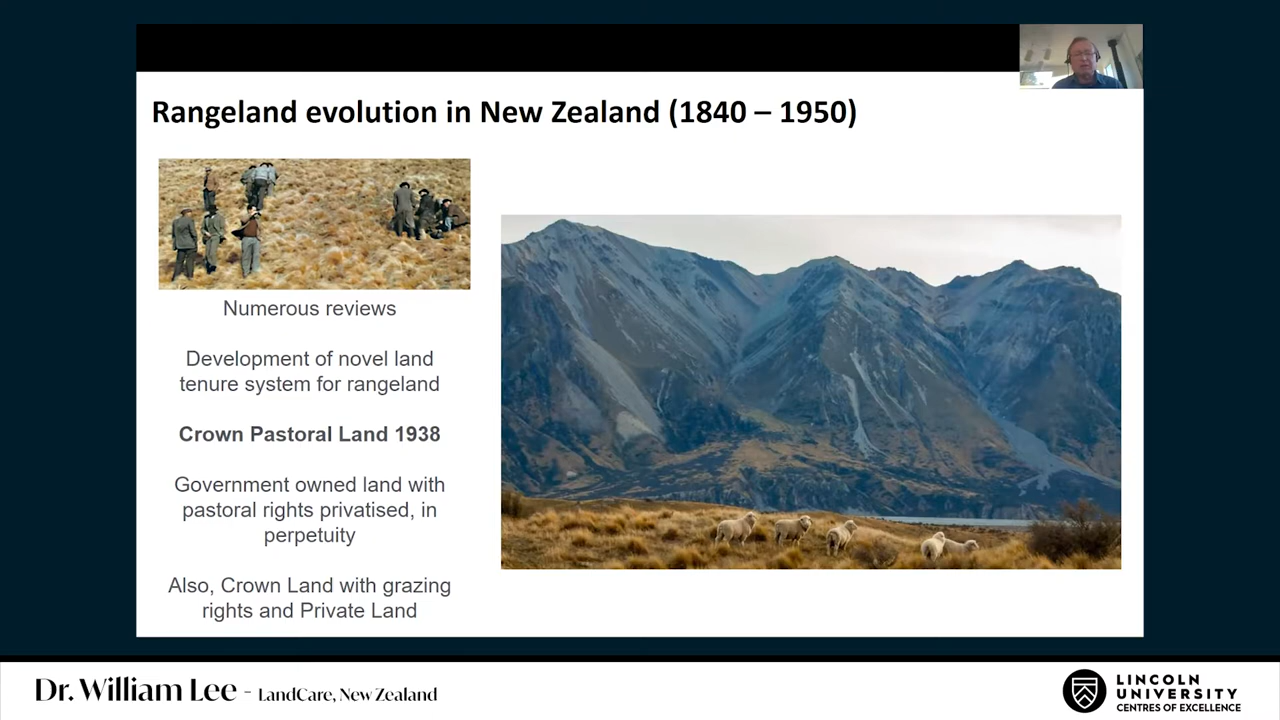 Rangeland evolution in New Zealand (1840 – 1950)
Numerous reviews
Development of novel land
tenure system for rangeland
Crown Pastoral Land 1938
Government owned land with
pastoral rights privatised, in
perpetuity
Also, Crown Land with grazing
rights and Private Land
Dr. William Lee - LandCare, New Zealand
LINCOLN
UNIVERSITY
CENTRES OF EXCELLENCE